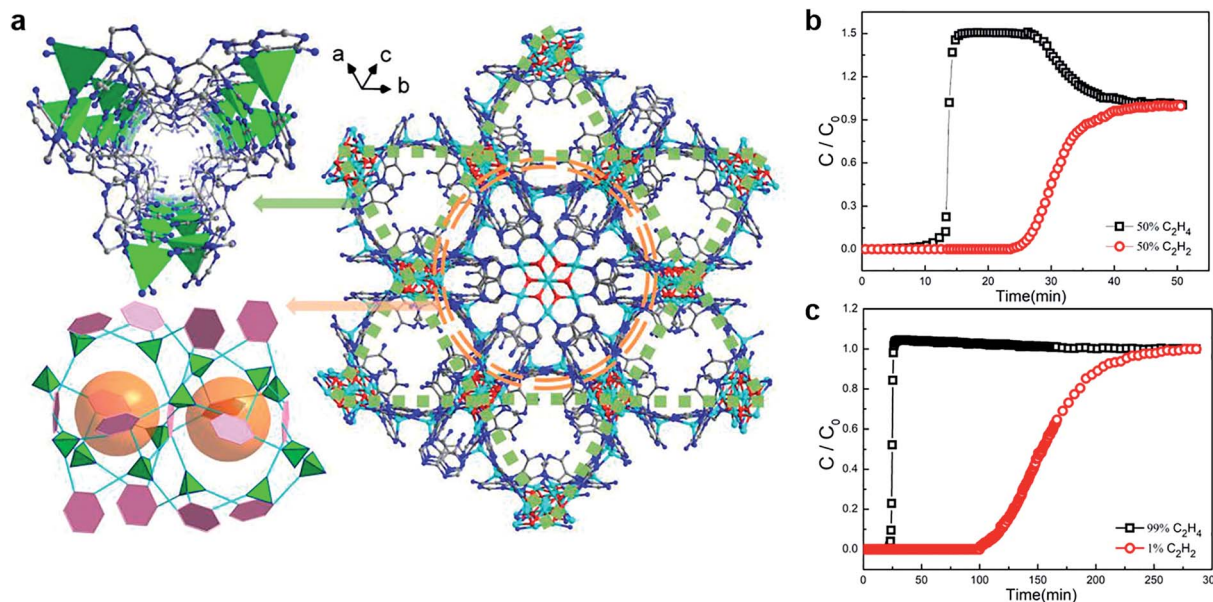 a
a c
b
b
C / C₀
1.5
1.2
0.9
0.6
0.3
0.0
50% C₂H₄
50% C₂H₂
0 10 20 30 40 50
Time(min)
c
C / C₀
1.2
1.0
0.8
0.6
0.4
0.2
0.0
99% C₂H₄
1% C₂H₂
0 50 100 150 200 250 300
Time(min)